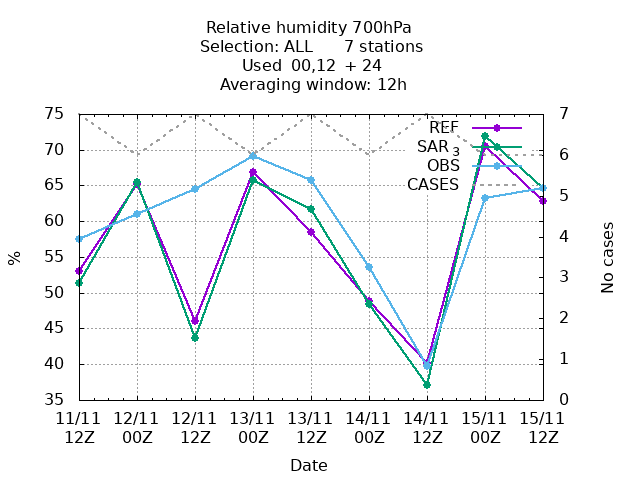 Relative humidity 700hPa
Selection: ALL 7 stations
Used 00,12 + 24
Averaging window: 12h
75 7
REF
70
SAR 3
6
OBS
65
CASES
5
60
4
55
3
50
2
45
1
40
35 0
%
No cases
11/11 12/11 12/11 13/11 13/11 14/11 14/11 15/11 15/11
12Z 00Z 12Z 00Z 12Z 00Z 12Z 00Z 12Z
Date